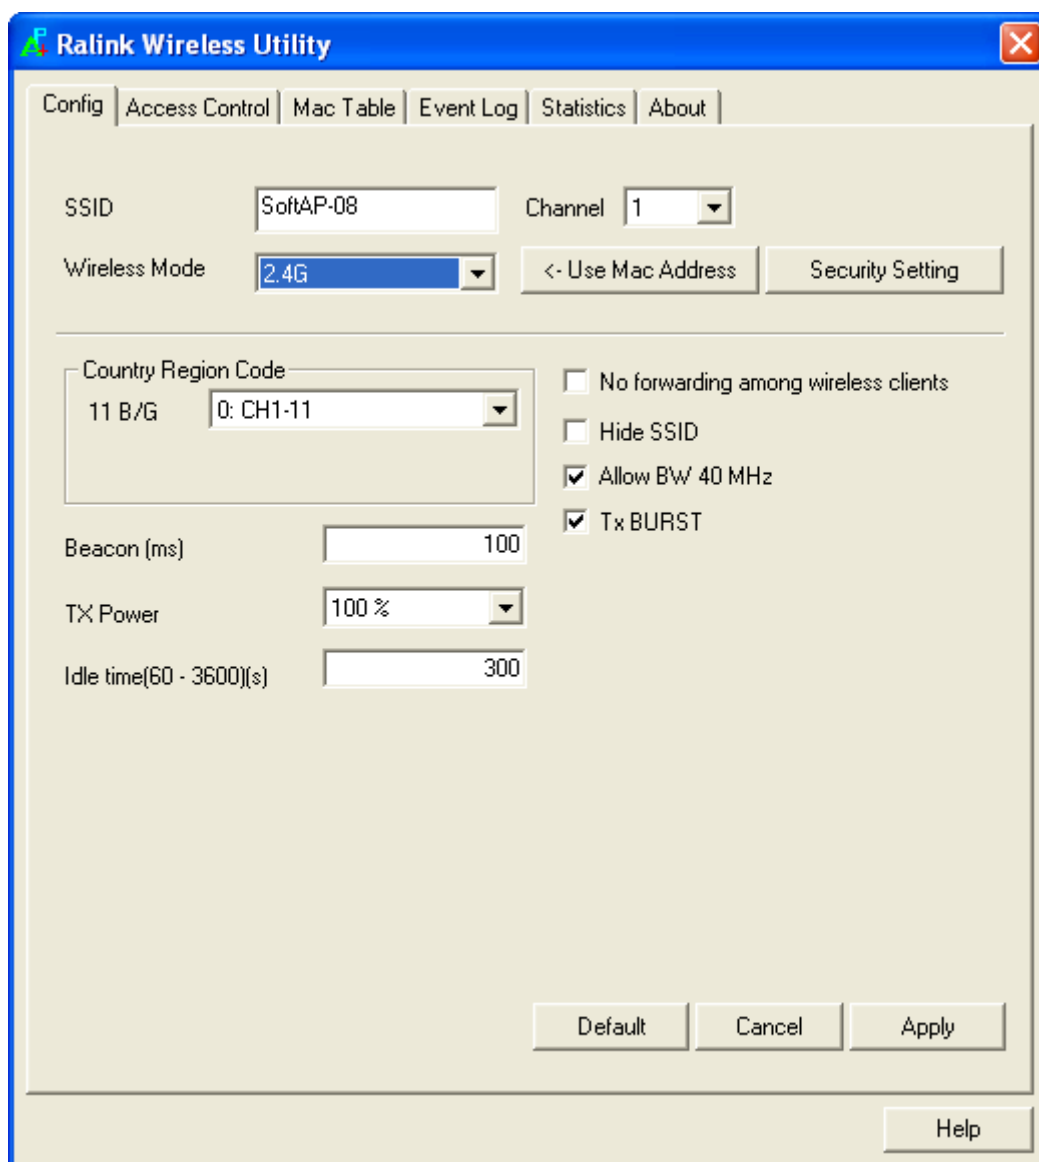 Ralink Wireless Utility
Config Access Control Mac Table Event Log Statistics About
SSID SoftAP-08 Channel 1
Wireless Mode 2.4G <- Use Mac Address Security Setting
Country Region Code
11 B/G 0: CH1-11
No forwarding among wireless clients
Hide SSID
Allow BW 40 MHz
Tx BURST
Beacon (ms) 100
TX Power 100 %
Idle time(60 - 3600)(s) 300
Default Cancel Apply
Help